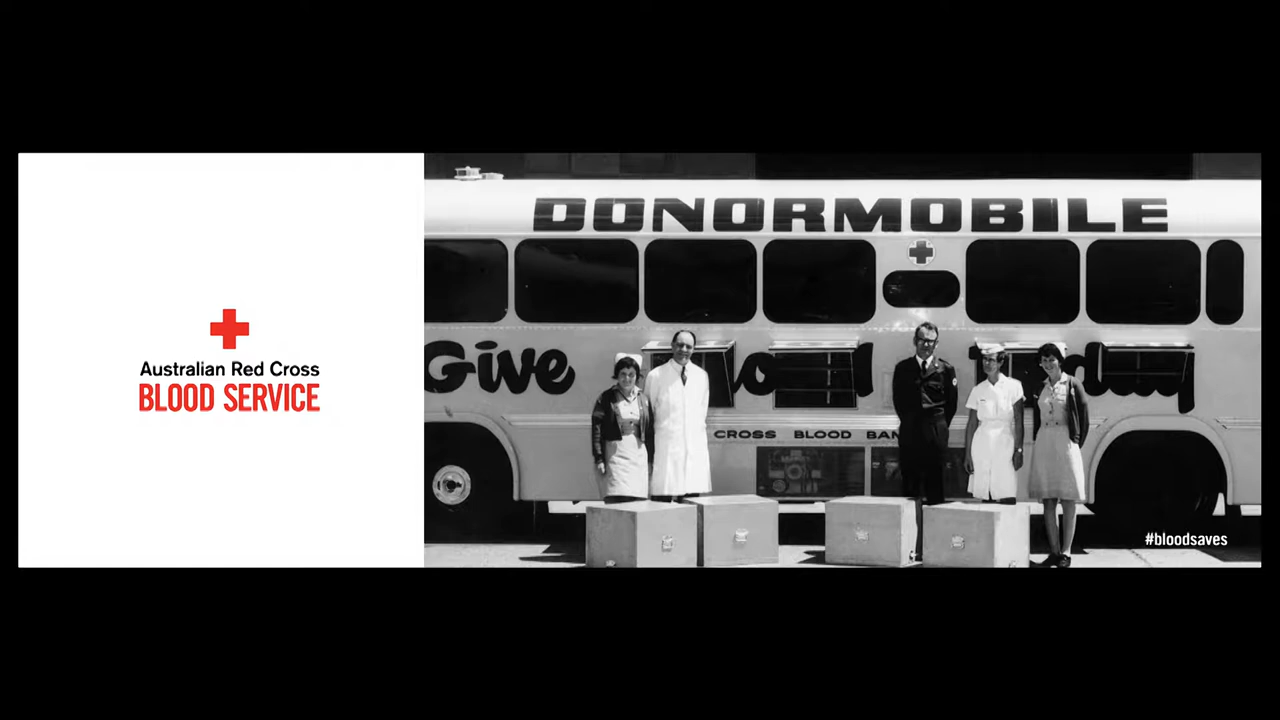 Australian Red Cross
BLOOD SERVICE
DONORMOBILE
Give
CROSS BLOOD
#bloodsaves